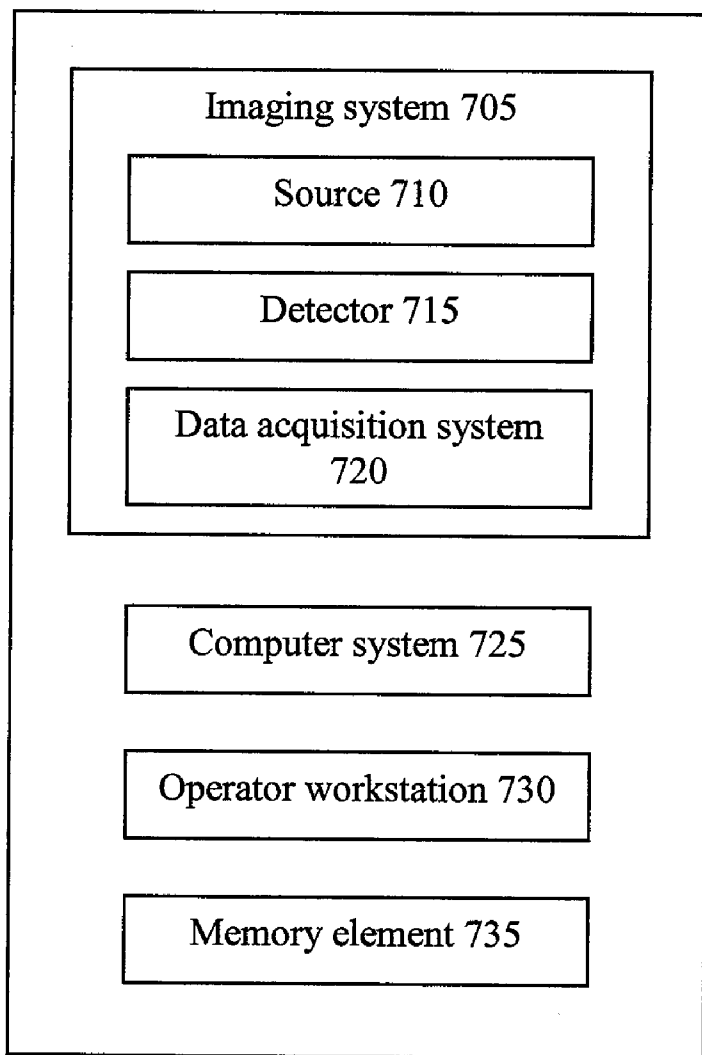 Imaging system 705
Source 710
Detector 715
Data acquisition system
720
Computer system 725
Operator workstation 730
Memory element 735